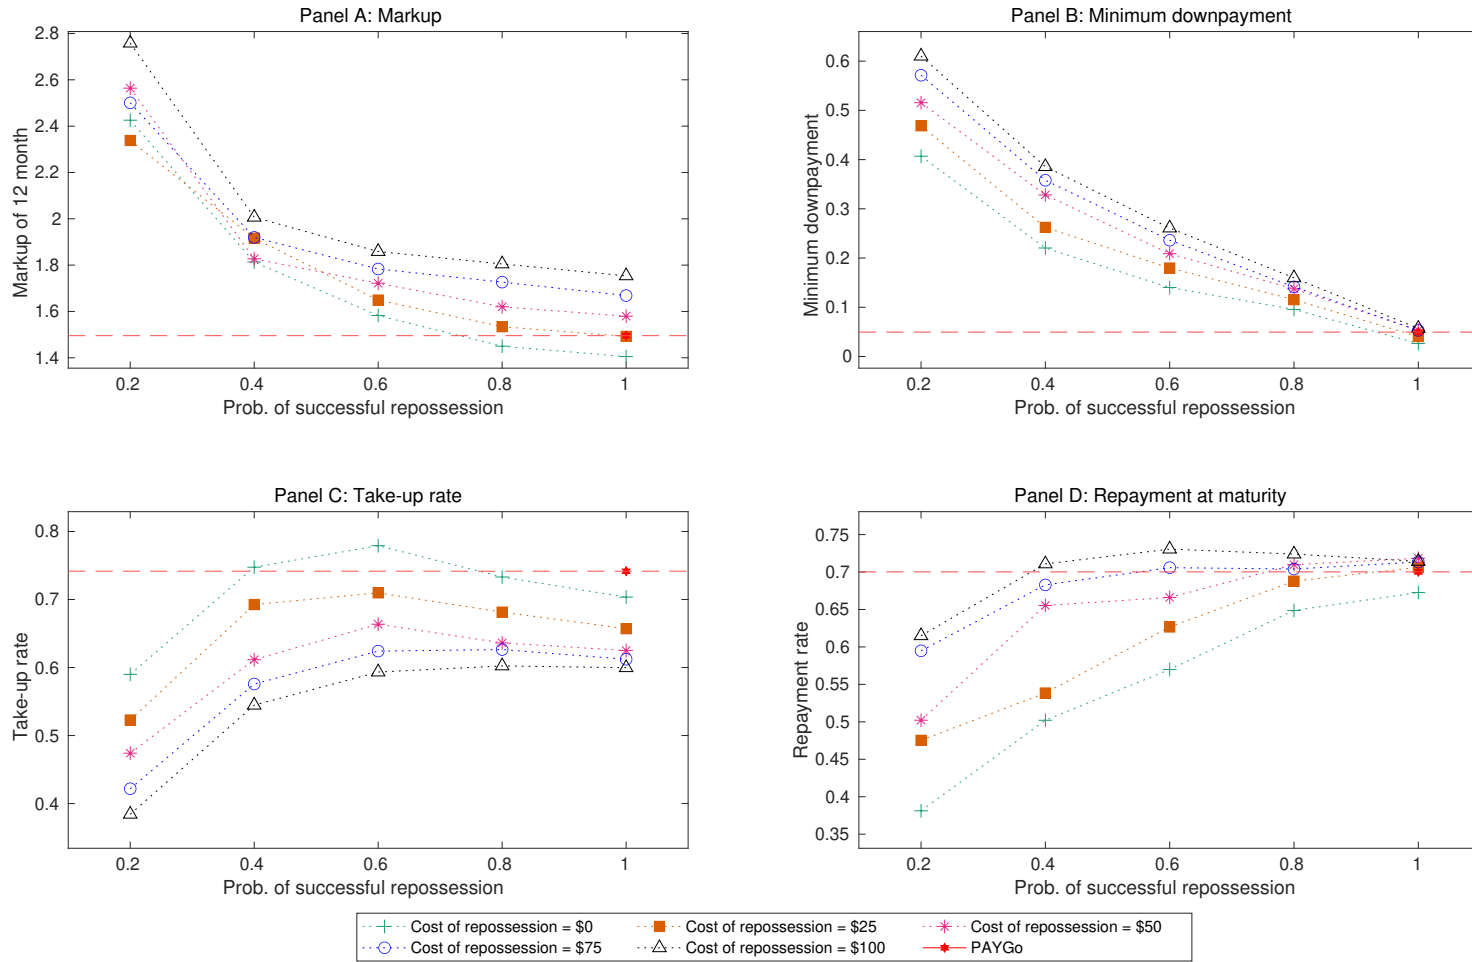 Panel A: Markup
2.8
2.6
2.4
2.2
2
1.8
1.6
1.4
Markup of 12 month
0.2 0.4 0.6 0.8 1
Prob. of successful repossession
Panel B: Minimum downpayment
0.6
0.5
0.4
0.3
0.2
0.1
0
Minimum downpayment
0.2 0.4 0.6 0.8 1
Prob. of successful repossession
Panel C: Take-up rate
0.8
0.7
0.6
0.5
0.4
Take-up rate
0.2 0.4 0.6 0.8 1
Prob. of successful repossession
Panel D: Repayment at maturity
0.75
0.7
0.65
0.6
0.55
0.5
0.45
0.4
0.35
Repayment rate
0.2 0.4 0.6 0.8 1
Prob. of successful repossession
Cost of repossession = $0 Cost of repossession = $25 Cost of repossession = $50
Cost of repossession = $75 Cost of repossession = $100 PAYGo